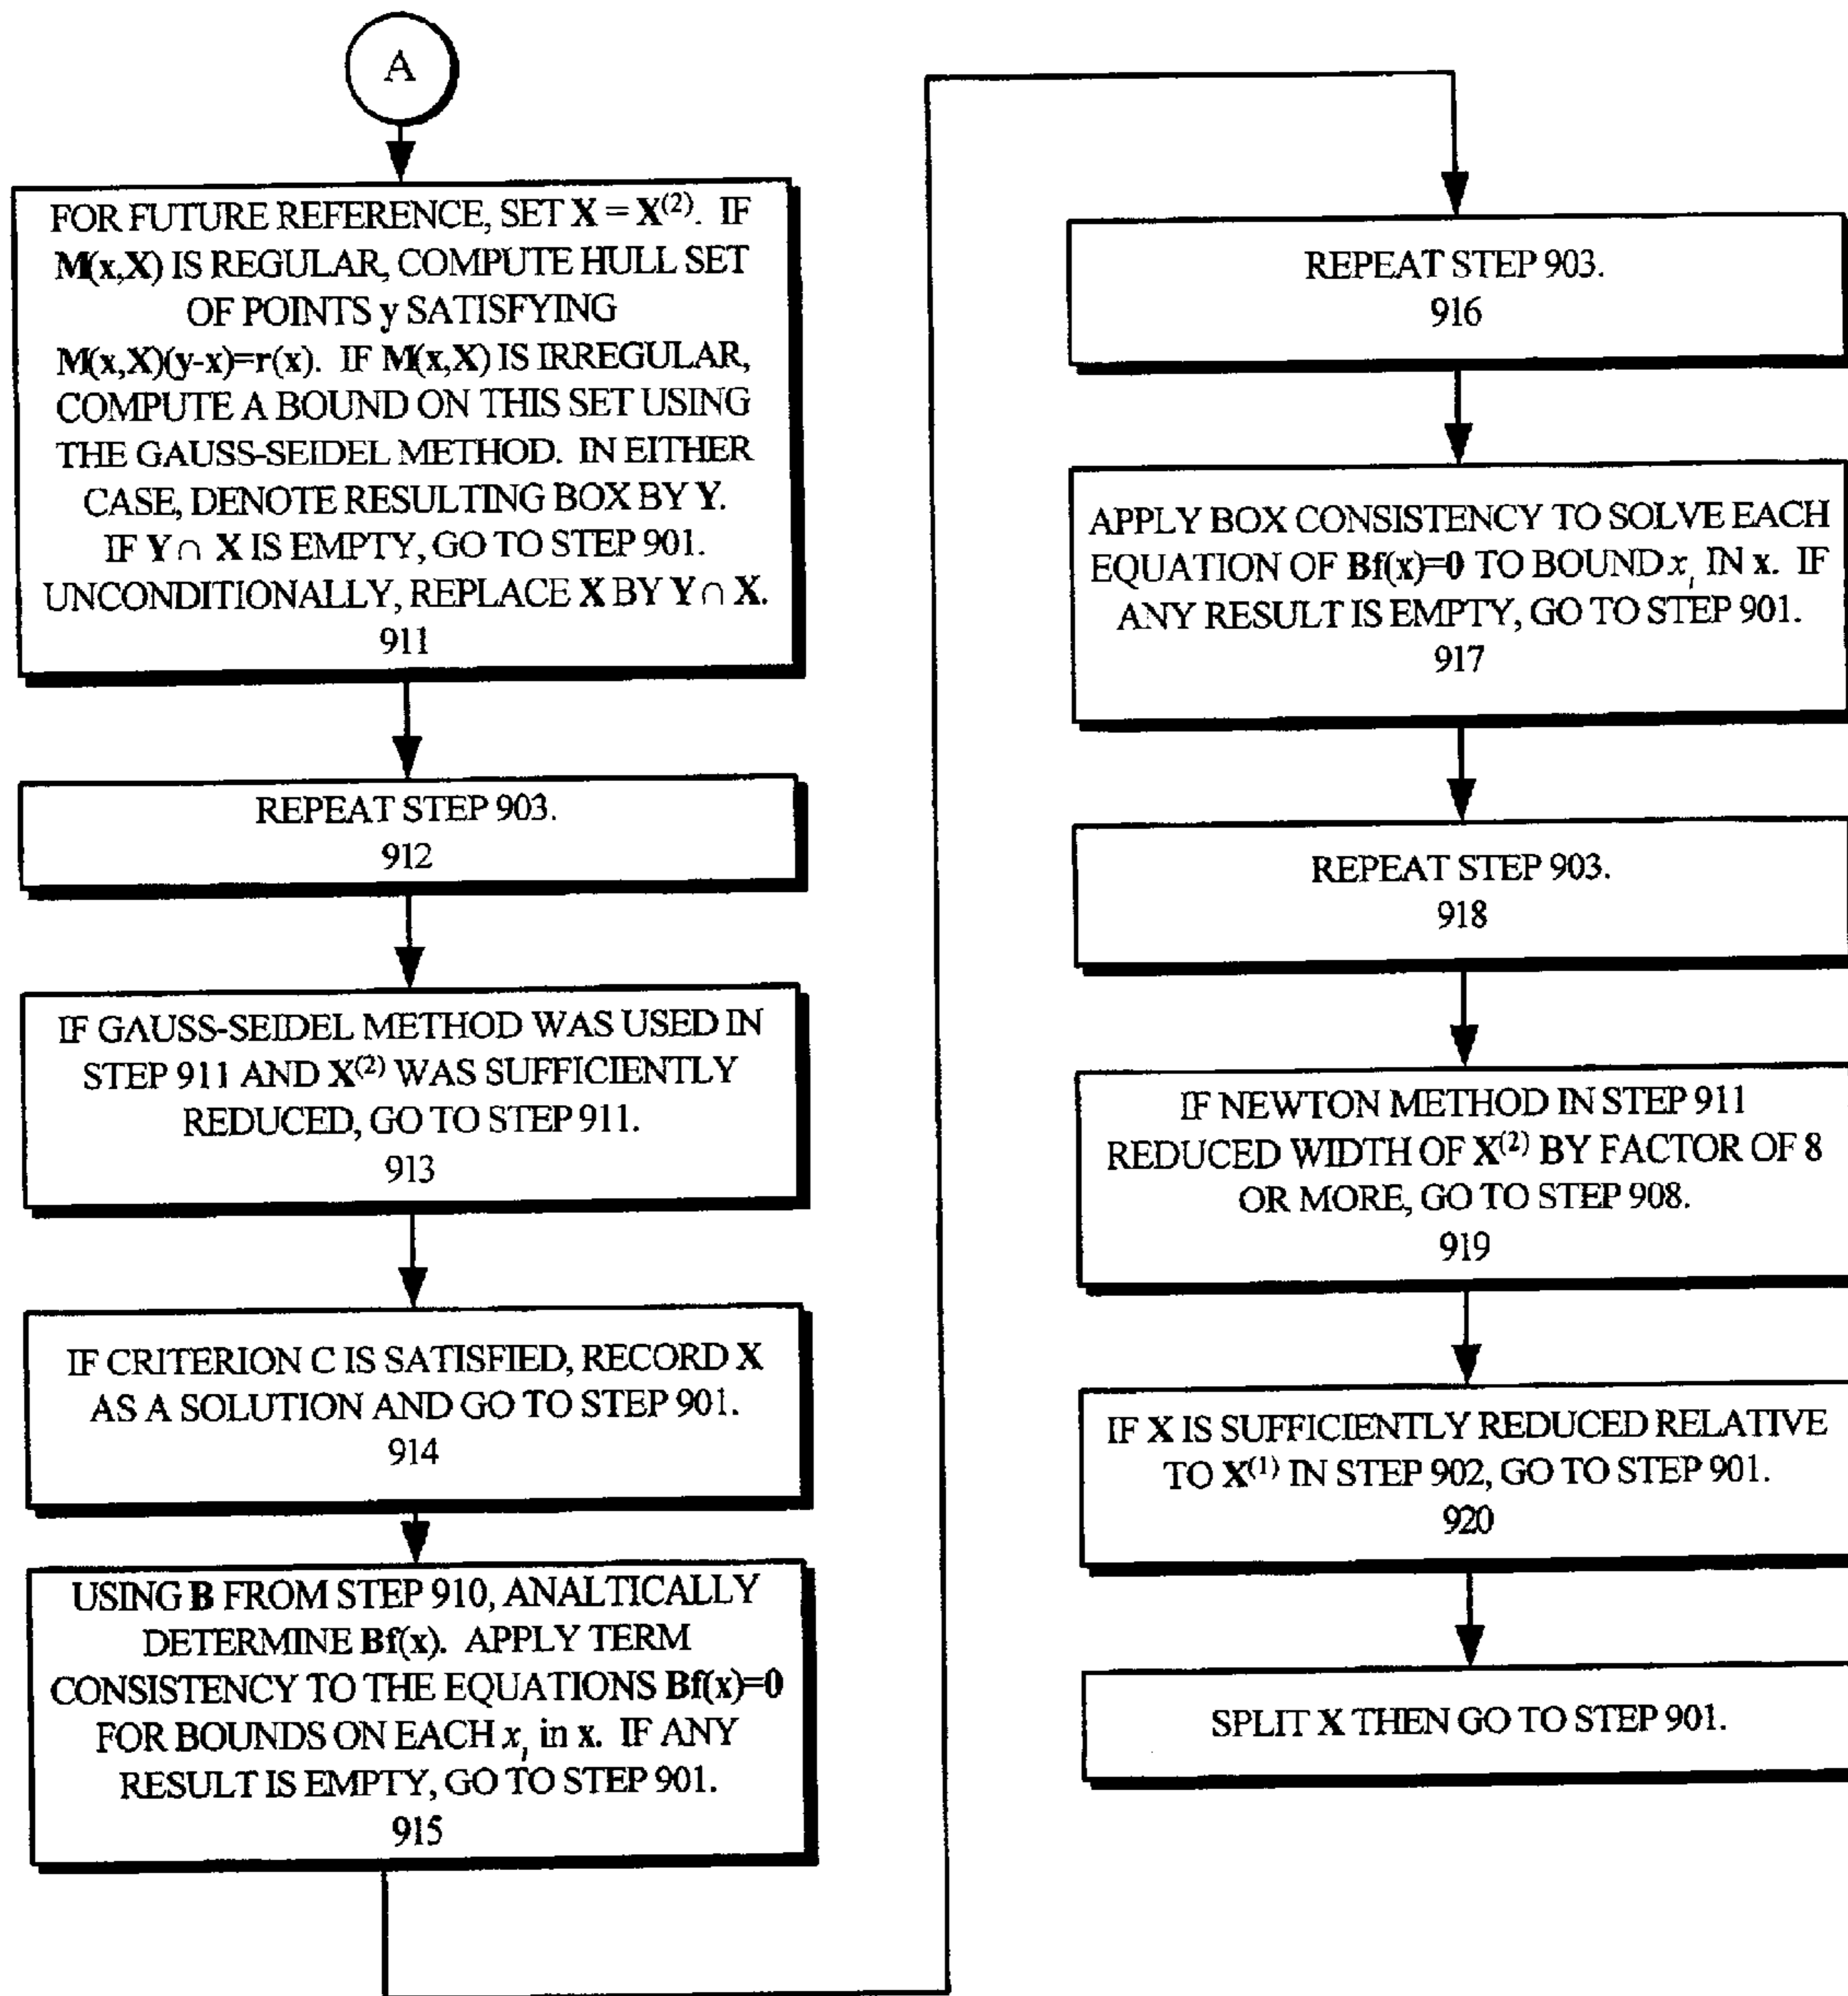 A
FOR FUTURE REFERENCE, SET X = X(2). IF
M(x,X) IS REGULAR, COMPUTE HULL SET
OF POINTS y SATISFYING
M(x,X)(y-x)=r(x). IF M(x,X) IS IRREGULAR,
COMPUTE A BOUND ON THIS SET USING
THE GAUSS-SEIDEL METHOD. IN EITHER
CASE, DENOTE RESULTING BOX BY Y.
IF Y ∩ X IS EMPTY, GO TO STEP 901.
UNCONDITIONALLY, REPLACE X BY Y ∩ X.
911
REPEAT STEP 903.
912
IF GAUSS-SEIDEL METHOD WAS USED IN
STEP 911 AND X(2) WAS SUFFICIENTLY
REDUCED, GO TO STEP 911.
913
IF CRITERION C IS SATISFIED, RECORD X
AS A SOLUTION AND GO TO STEP 901.
914
USING B FROM STEP 910, ANALTICALLY
DETERMINE Bf(x). APPLY TERM
CONSISTENCY TO THE EQUATIONS Bf(x)=0
FOR BOUNDS ON EACH xi in x. IF ANY
RESULT IS EMPTY, GO TO STEP 901.
915
REPEAT STEP 903.
916
APPLY BOX CONSISTENCY TO SOLVE EACH
EQUATION OF Bf(x)=0 TO BOUND xi IN x. IF
ANY RESULT IS EMPTY, GO TO STEP 901.
917
REPEAT STEP 903.
918
IF NEWTON METHOD IN STEP 911
REDUCED WIDTH OF X(2) BY FACTOR OF 8
OR MORE, GO TO STEP 908.
919
IF X IS SUFFICIENTLY REDUCED RELATIVE
TO X(1) IN STEP 902, GO TO STEP 901.
920
SPLIT X THEN GO TO STEP 901.